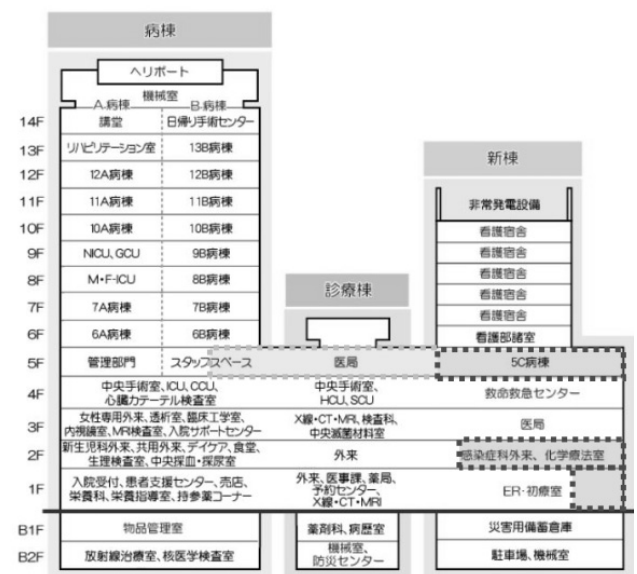 病棟
ヘリポート
機械室
A 病棟
B 病棟
14F
講堂
日帰り手術センター
13F
リハビリテーション室
13B病棟
12F
12A病棟
12B病棟
11F
11A病棟
11B病棟
10F
10A病棟
10B病棟
9F
NICU、GCU
9B病棟
8F
M・F-ICU
8B病棟
7F
7A病棟
7B病棟
6F
6A病棟
6B病棟
5F
管理部門
スタッフスペース
4F
中央手術室、ICU、CCU、
心臓カテーテル検査室
3F
女性専用外来、透析室、臨床工学室、
内視鏡室、MR検査室、入院サポートセンター
2F
新生児科外来、共用外来、デイケア、食堂、
生理検査室、中央採血・採尿室
1F
入院受付、患者支援センター、売店、
栄養科、栄養指導室、持参薬コーナー
B1F
物品管理室
B2F
放射線治療室、核医学検査室
診療棟
医局
中央手術室、
HCU、SCU
X線・CT・MRI、検査科、
中央滅菌材料室
外来
外来、医事課、薬局、
予約センター、
X線・CT・MRI
薬剤科、病歴室
機械室、
防災センター
新棟
非常発電設備
看護宿舎
看護宿舎
看護宿舎
看護宿舎
看護宿舎
看護部諸室
5C病棟
救命救急センター
医局
感染症科外来、化学療法室
ER・初療室
災害用備蓄倉庫
駐車場、機械室